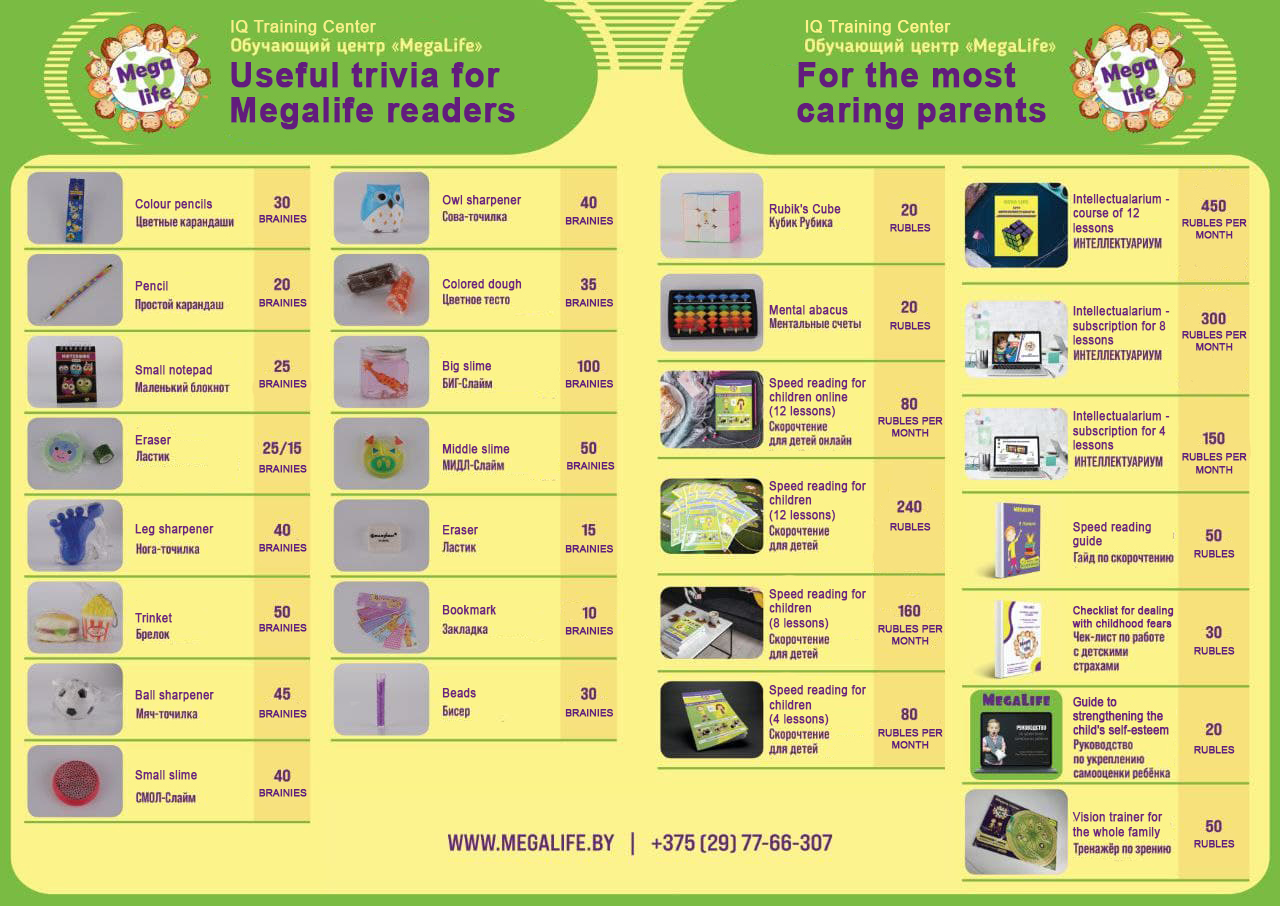 IQ Training Center
Обучающий центр «MegaLife»
Useful trivia for
Megalife readers
Mega
life
Colour pencils
Цветные карандаши
30
BRAINIES
Pencil
Простой карандаш
20
BRAINIES
Small notepad
Маленький блокнот
25
BRAINIES
Eraser
Ластик
25/15
BRAINIES
Leg sharpener
Нога-точилка
40
BRAINIES
Trinket
Брелок
50
BRAINIES
Ball sharpener
Мяч-точилка
45
BRAINIES
Small slime
СМОЛ-Слайм
40
BRAINIES
Owl sharpener
Сова-точилка
40
BRAINIES
Colored dough
Цветное тесто
35
BRAINIES
Big slime
БИГ-Слайм
100
BRAINIES
Middle slime
МИДЛ-Слайм
50
BRAINIES
Eraser
Ластик
15
BRAINIES
Bookmark
Закладка
10
BRAINIES
Beads
Бисер
30
BRAINIES
IQ Training Center
Обучающий центр «MegaLife»
For the most
caring parents
Mega
life
Rubik's Cube
Кубик Рубика
20
RUBLES
Mental abacus
Ментальные счеты
20
RUBLES
Speed reading for
children online
(12 lessons)
Скорочтение
для детей онлайн
80
RUBLES PER
MONTH
Speed reading for
children
(12 lessons)
Скорочтение
для детей
240
RUBLES
Speed reading for
children
(8 lessons)
Скорочтение
для детей
160
RUBLES PER
MONTH
Speed reading for
children
(4 lessons)
Скорочтение
для детей
80
RUBLES PER
MONTH
Intellectualarium -
course of 12
lessons
ИНТЕЛЛЕКТУАРИУМ
450
RUBLES PER
MONTH
Intellectualarium -
subscription for 8
lessons
ИНТЕЛЛЕКТУАРИУМ
300
RUBLES PER
MONTH
Intellectualarium -
subscription for 4
lessons
ИНТЕЛЛЕКТУАРИУМ
150
RUBLES PER
MONTH
MEGALIFE
Speed reading
guide
Гайд по скорочтению
50
RUBLES
Mega
life
Checklist for dealing
with childhood fears
Чек-лист по работе
с детскими
страхами
30
RUBLES
MEGALIFE
РУКОВОДСТВО
Guide to
strengthening the
child's self-esteem
Руководство
по укреплению
самооценки ребёнка
20
RUBLES
Vision trainer for
the whole family
Тренажёр по зрению
50
RUBLES
WWW.MEGALIFE.BY | +375 (29) 77-66-307